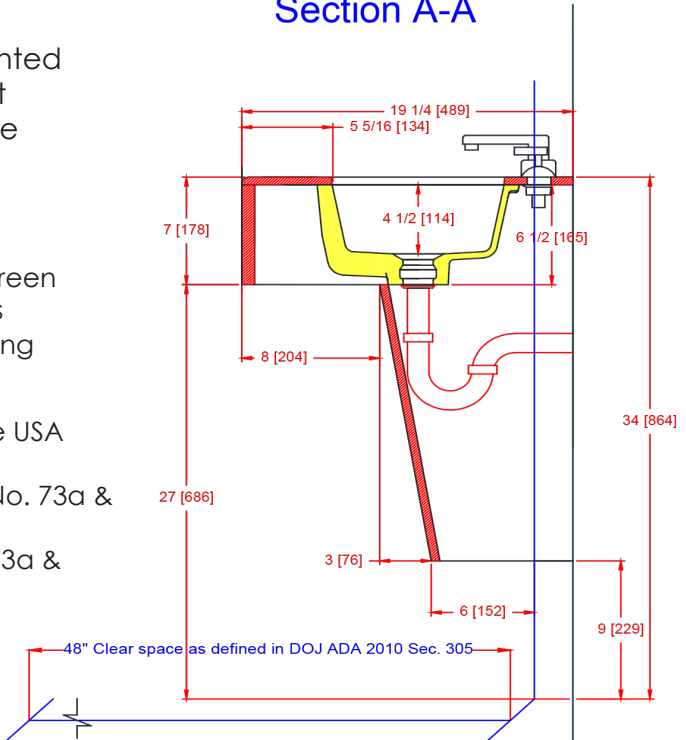 Section A-A
nted
t
e
reen
s
ng
e USA
No. 73a &
73a &
19 1/4 [489]
5 5/16 [134]
7 [178]
4 1/2 [114]
6 1/2 [165]
8 [204]
34 [864]
27 [686]
3 [76]
6 [152]
9 [229]
48" Clear space as defined in DOJ ADA 2010 Sec. 305